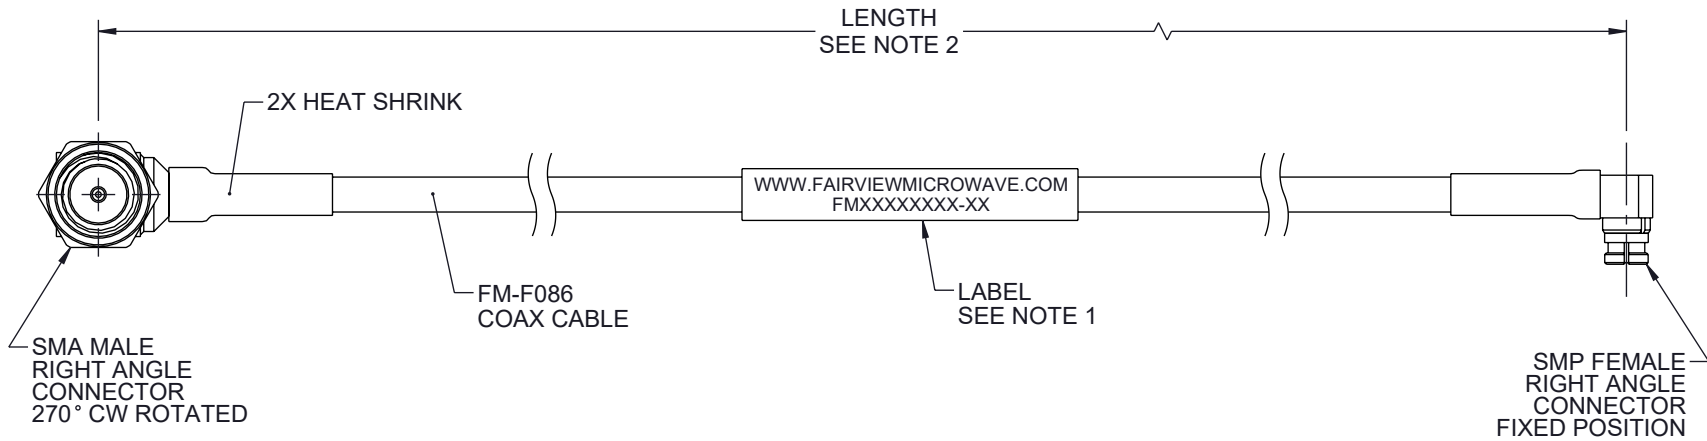 LENGTH
SEE NOTE 2
2X HEAT SHRINK
WWW.FAIRVIEWMICROWAVE.COM
FMXXXXXXXX-XX
FM-F086
COAX CABLE
LABEL
SEE NOTE 1
SMA MALE
RIGHT ANGLE
CONNECTOR
270° CW ROTATED
SMP FEMALE
RIGHT ANGLE
CONNECTOR
FIXED POSITION